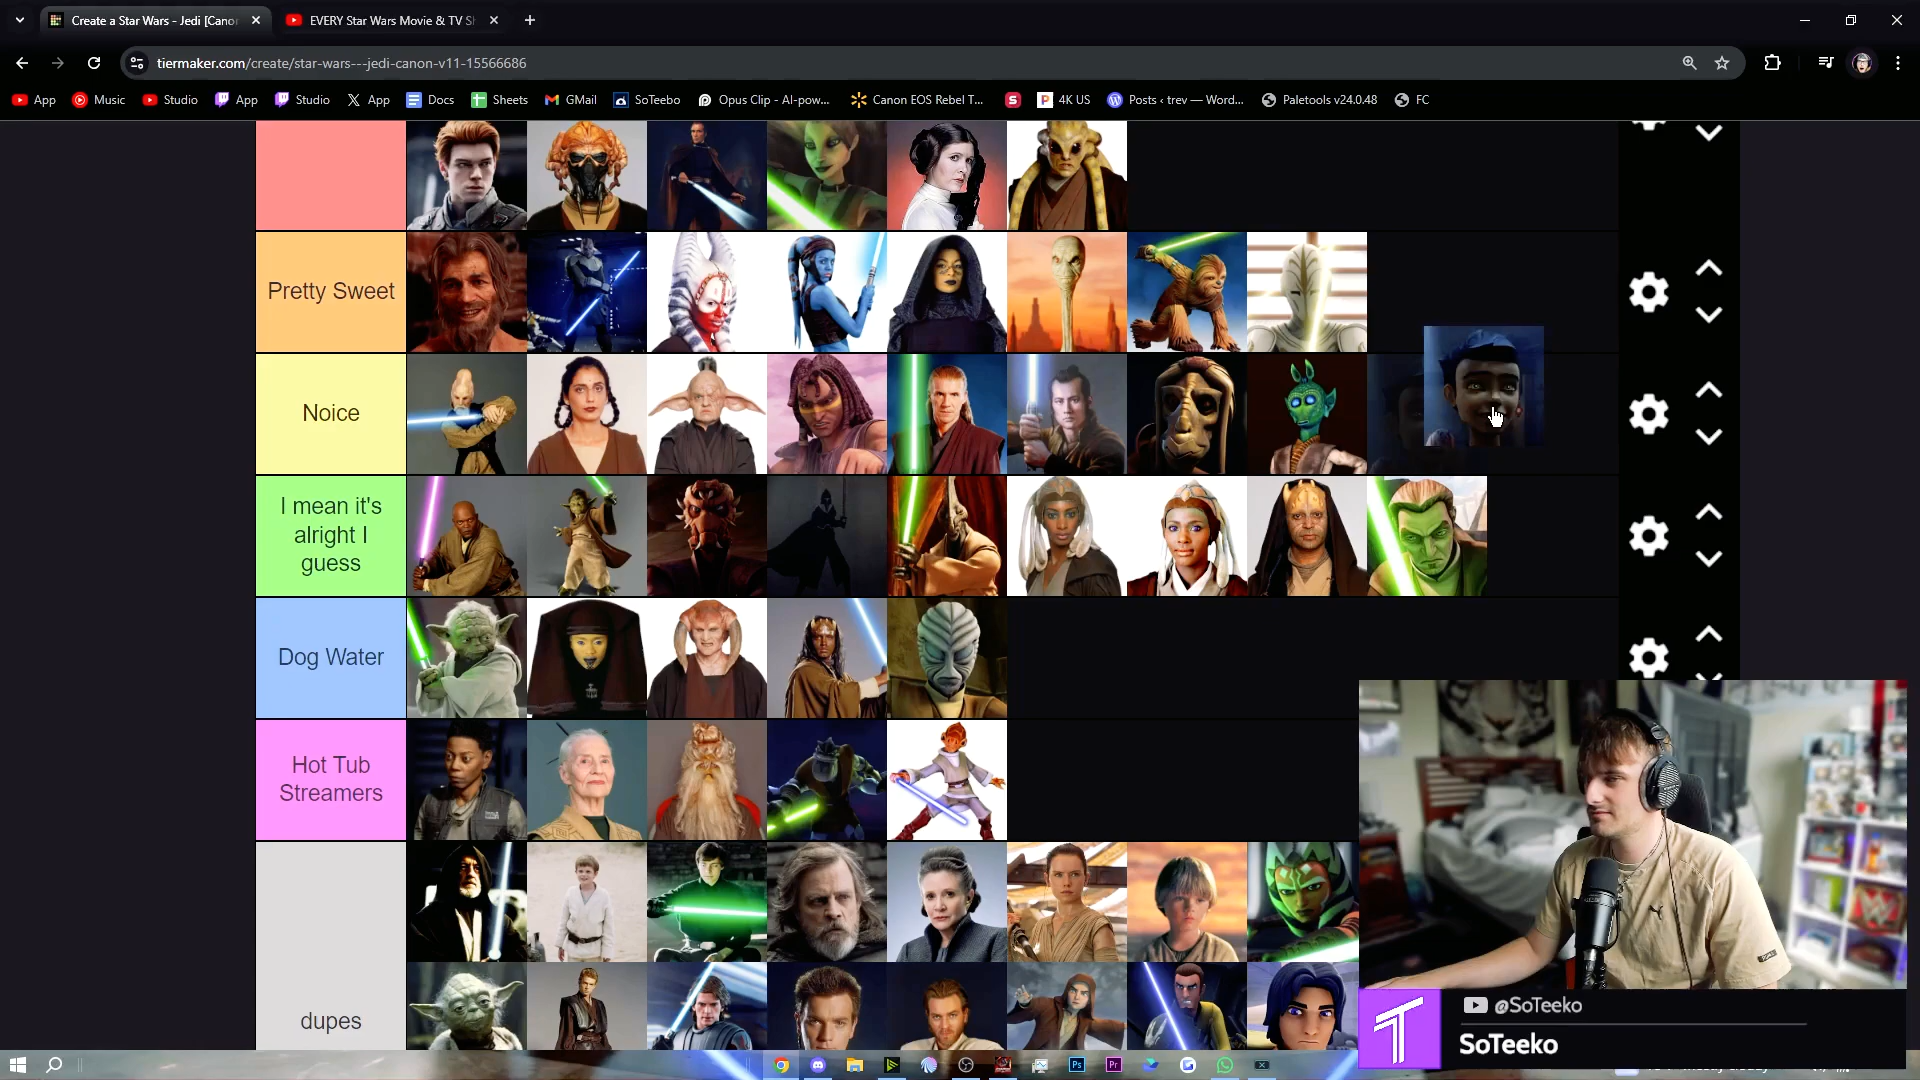 Create a Star Wars - Jedi [Canon
EVERY Star Wars Movie & TV Sh
tiermaker.com/create/star-wars---jedi-canon-v11-15566686
App
Music
Studio
App
Studio
App
Docs
Sheets
GMail
SoTeebo
Opus Clip - AI-pow...
Canon EOS Rebel T...
4K US
Posts ‹ trev — Word...
Paletools v24.0.48
FC
Pretty Sweet
Noice
I mean it's
alright I
guess
Dog Water
Hot Tub
Streamers
dupes
@SoTeeko
SoTeeko